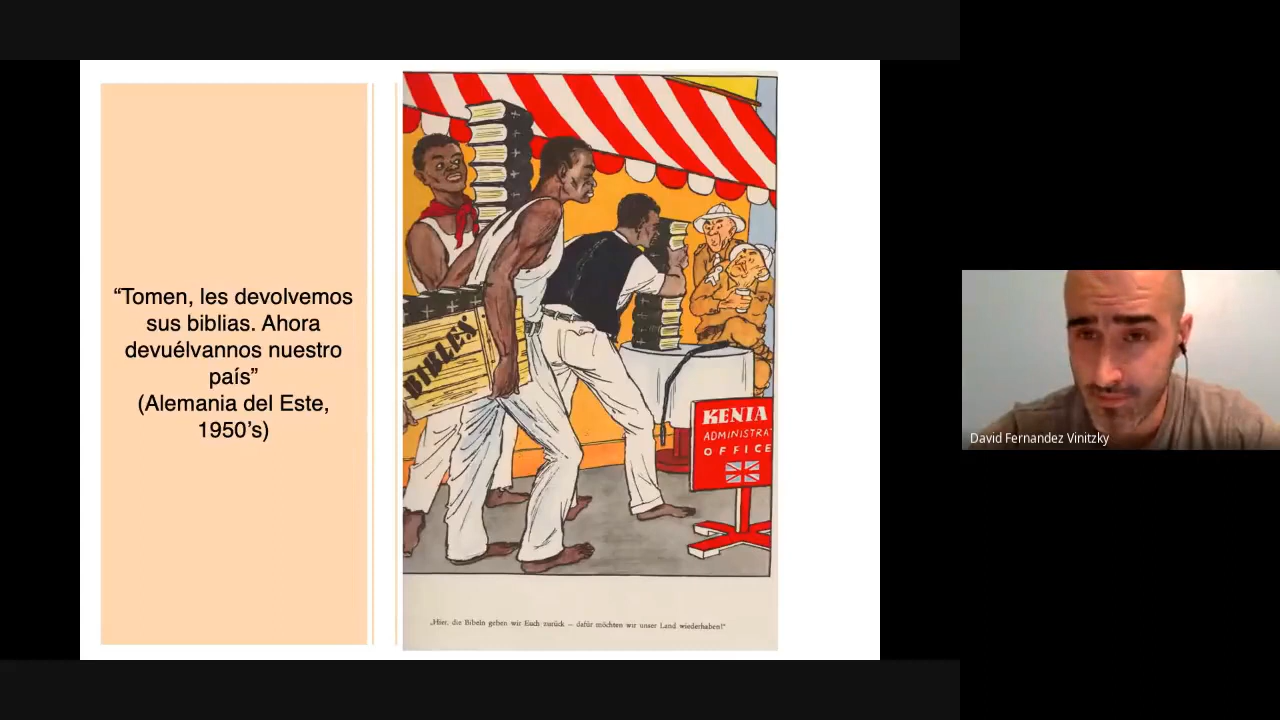 “Tomen, les devolvemos
sus biblias. Ahora
devuélvannos nuestro
país”
(Alemania del Este,
1950’s)
BIBLES
KENIA
ADMINISTRA
OFFICE
„Hier, die Bibeln geben wir Euch zurück — dafür möchten wir unser Land wiederhaben!“
David Fernandez Vinitzky